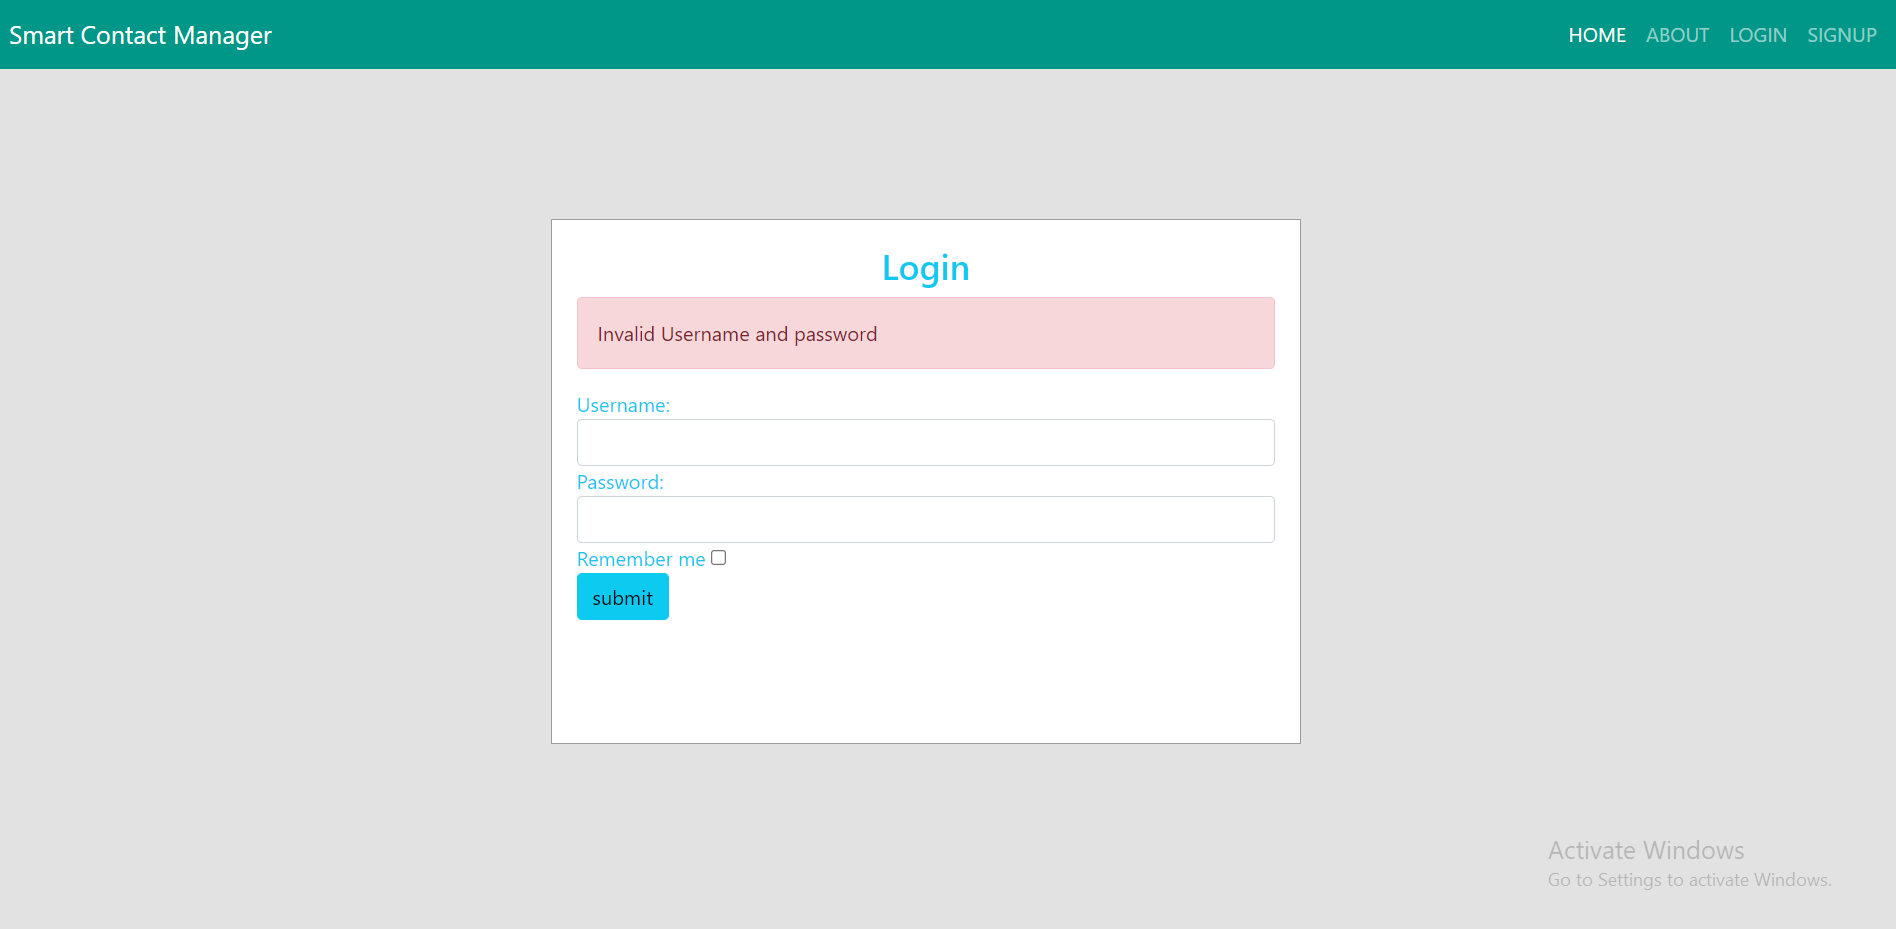 Smart Contact Manager
HOME ABOUT LOGIN SIGNUP
Login
Invalid Username and password
Username:
Password:
Remember me
submit
Activate Windows
Go to Settings to activate Windows.